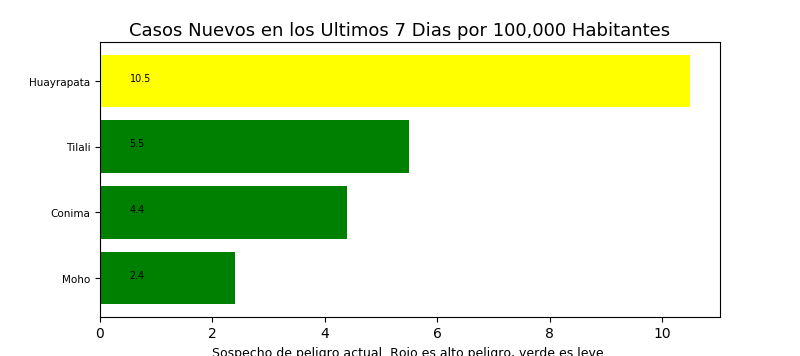 Casos Nuevos en los Ultimos 7 Dias por 100,000 Habitantes
Huayrapata 10.5
Tilali 5.5
Conima 4.4
Moho 2.4
0 2 4 6 8 10
Sospecho de peligro actual. Rojo es alto peligro, verde es leve